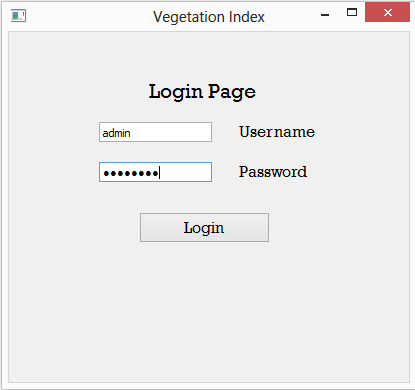 Vegetation Index
Login Page
admin Username
•••••••• Password
Login